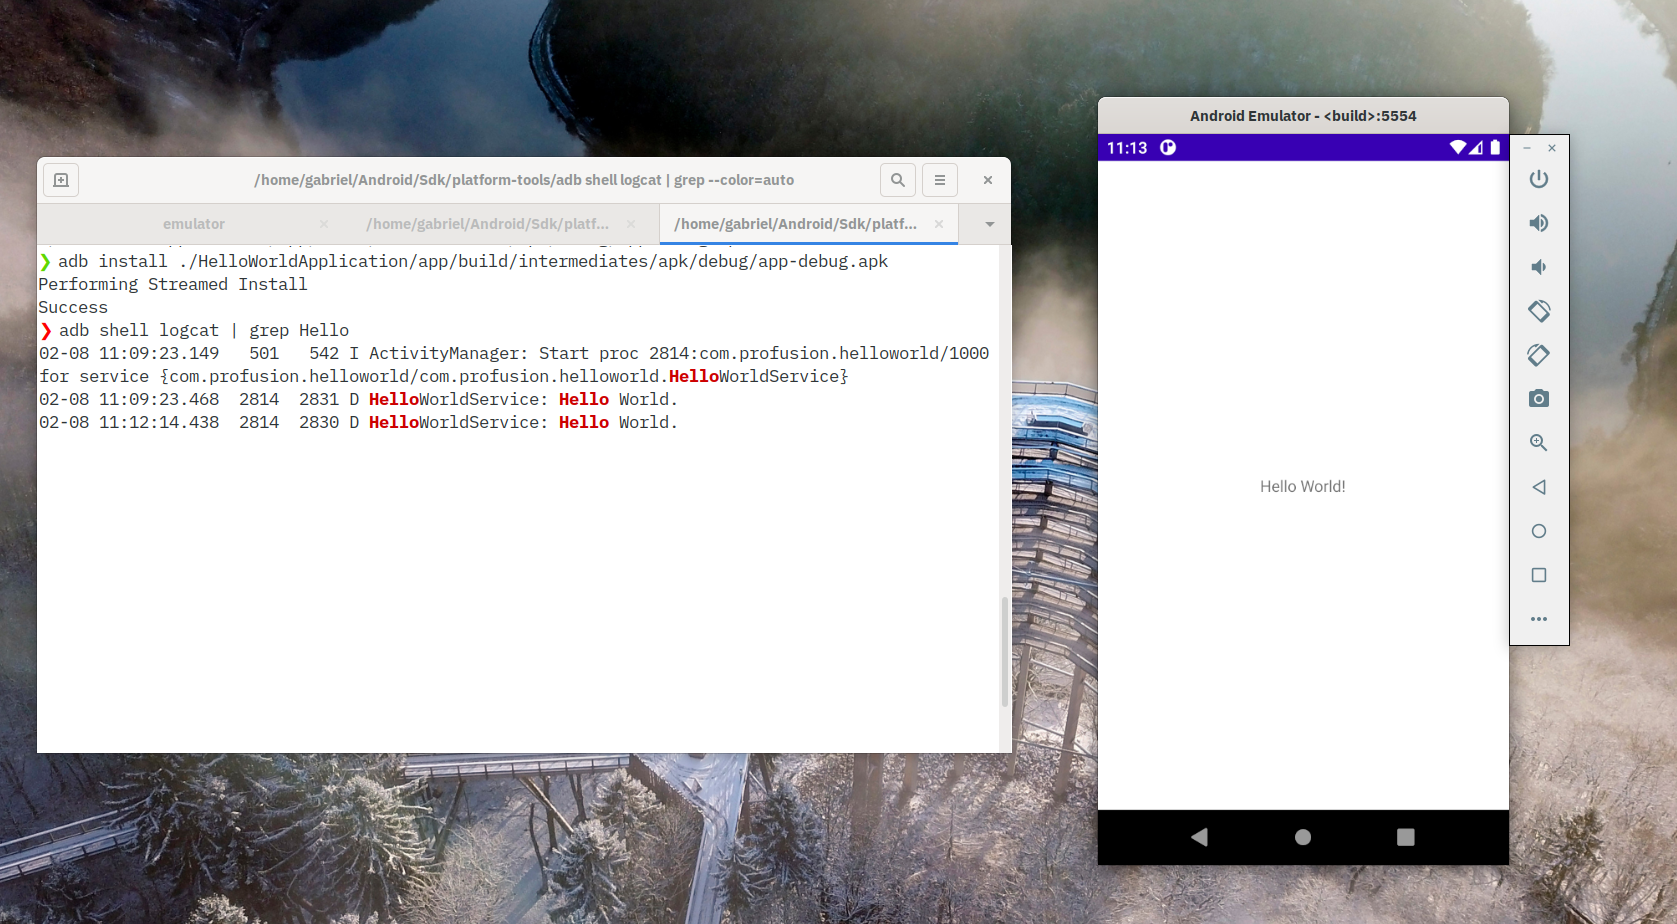 /home/gabriel/Android/Sdk/platform-tools/adb shell logcat | grep --color=auto
emulator
/home/gabriel/Android/Sdk/platf...
/home/gabriel/Android/Sdk/platf...
❯ adb install ./HelloWorldApplication/app/build/intermediates/apk/debug/app-debug.apk
Performing Streamed Install
Success
❯ adb shell logcat | grep Hello
02-08 11:09:23.149   501   542 I ActivityManager: Start proc 2814:com.profusion.helloworld/1000
for service {com.profusion.helloworld/com.profusion.helloworld.HelloWorldService}
02-08 11:09:23.468  2814  2831 D HelloWorldService: Hello World.
02-08 11:12:14.438  2814  2830 D HelloWorldService: Hello World.
Android Emulator - <build>:5554
11:13
Hello World!